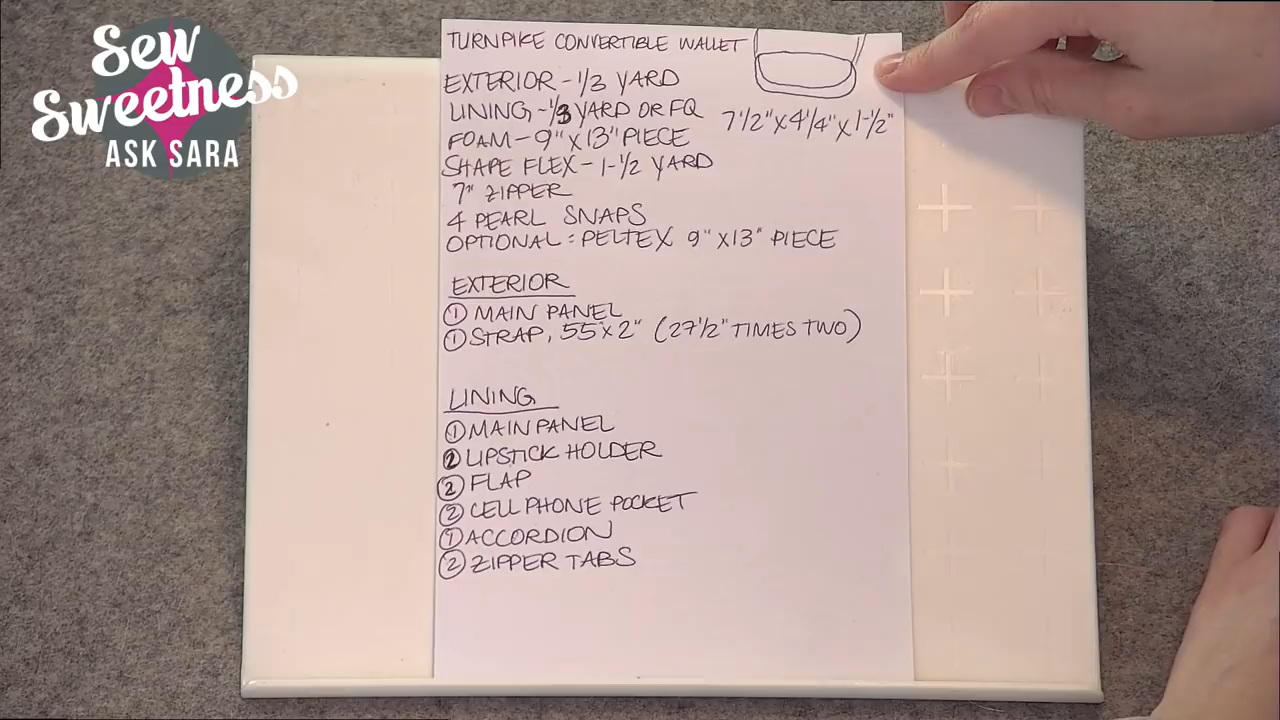 Sew
Sweetness
ASK SARA
TURNPIKE CONVERTIBLE WALLET
EXTERIOR - 1/3 YARD
LINING - 1/3 YARD OR FQ
7 1/2" X 4 1/4" X 1-1/2"
FOAM - 9" X 13" PIECE
SHAPE FLEX - 1-1/2 YARD
7" ZIPPER
4 PEARL SNAPS
OPTIONAL: PELTEX 9" X13" PIECE
EXTERIOR
① MAIN PANEL
① STRAP, 55"X 2" (27 1/2" TIMES TWO)
LINING
① MAIN PANEL
② LIPSTICK HOLDER
② FLAP
② CELL PHONE POCKET
① ACCORDION
② ZIPPER TABS